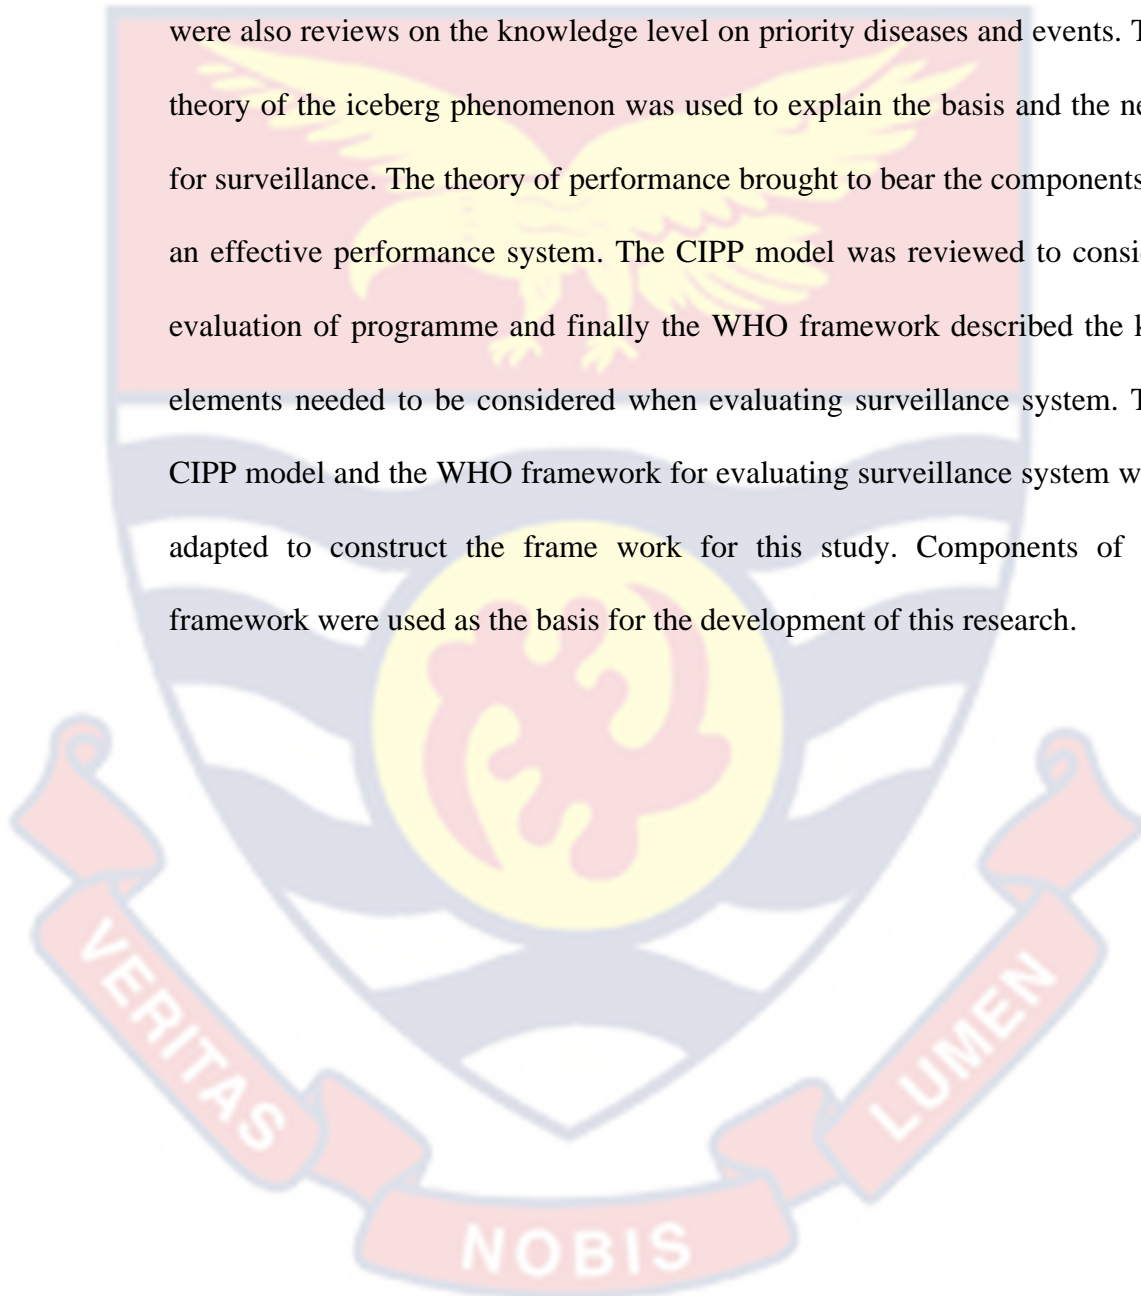 were also reviews on the knowledge level on priority diseases and events. T
theory of the iceberg phenomenon was used to explain the basis and the ne
for surveillance. The theory of performance brought to bear the components
an effective performance system. The CIPP model was reviewed to consi
evaluation of programme and finally the WHO framework described the k
elements needed to be considered when evaluating surveillance system. T
CIPP model and the WHO framework for evaluating surveillance system w
adapted to construct the frame work for this study. Components of
framework were used as the basis for the development of this research.
VERITAS
NOBIS
LUMEN